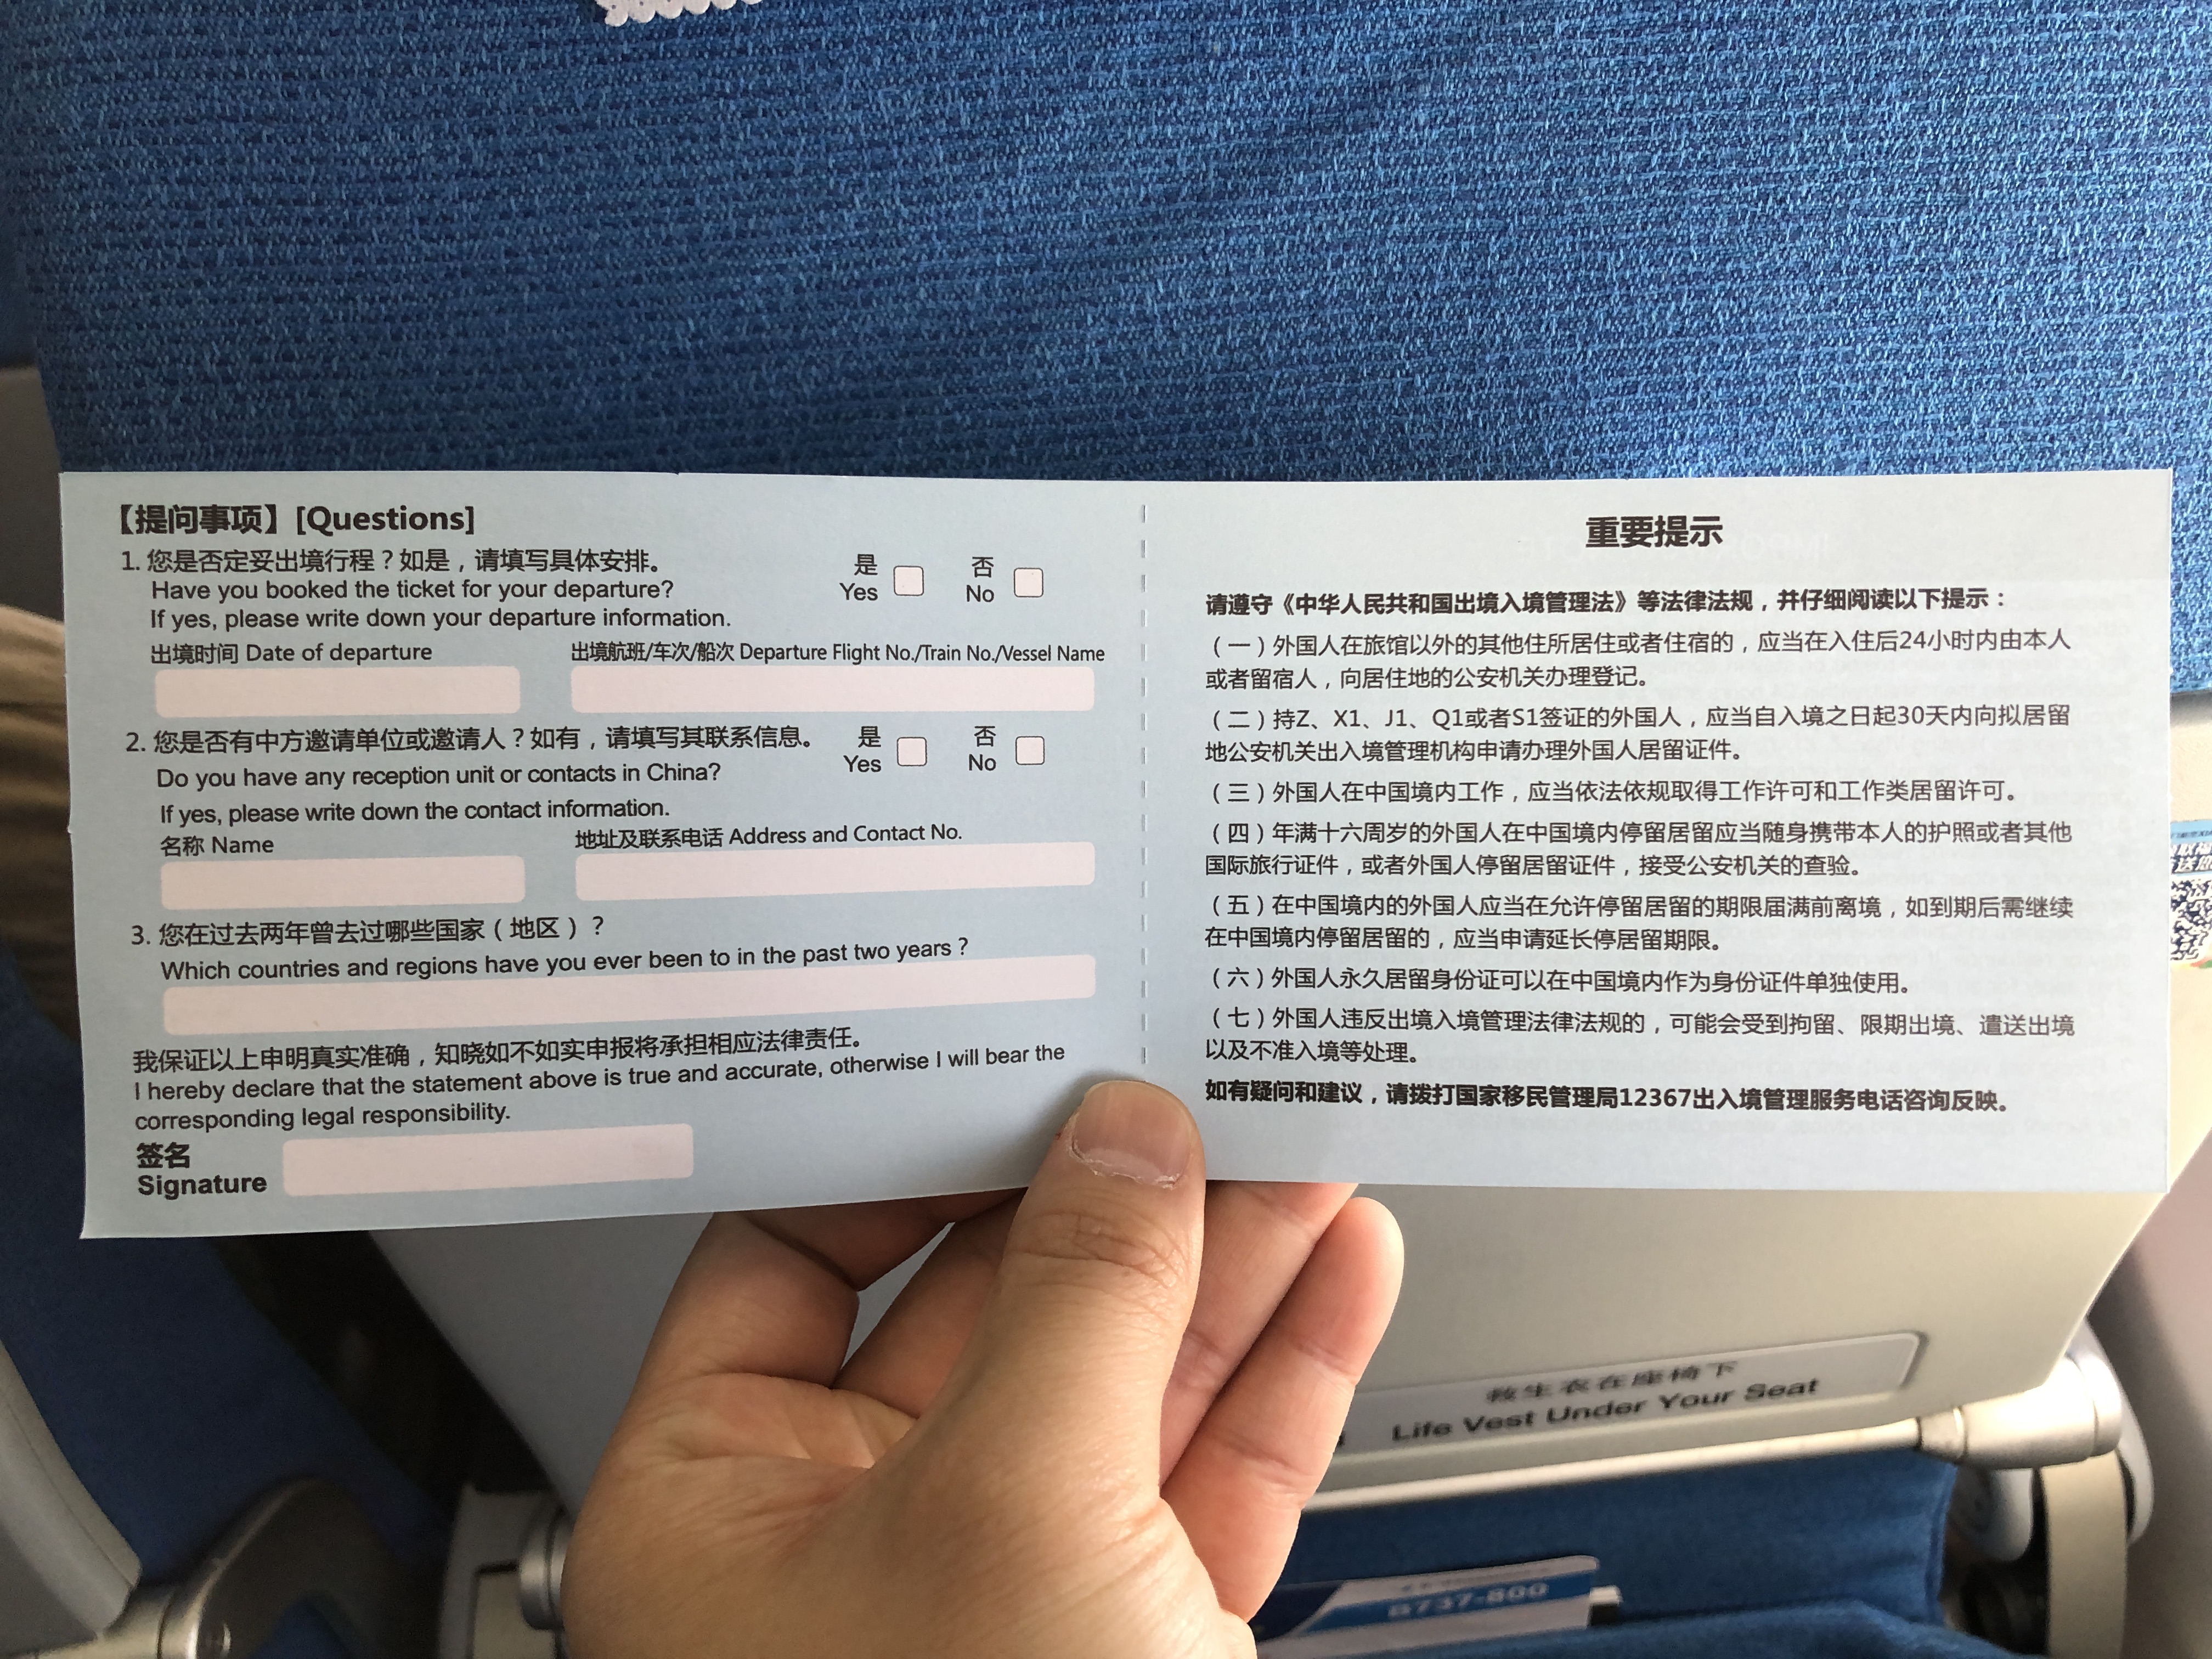 【提问事项】[Questions]
1. 您是否定妥出境行程？如是，请填写具体安排。
是 否
Have you booked the ticket for your departure?
Yes No
If yes, please write down your departure information.
出境时间 Date of departure
出境航班/车次/船次 Departure Flight No./Train No./Vessel Name
2. 您是否有中方邀请单位或邀请人？如有，请填写其联系信息。
是 否
Do you have any reception unit or contacts in China?
Yes No
If yes, please write down the contact information.
名称 Name
地址及联系电话 Address and Contact No.
3. 您在过去两年曾去过哪些国家（地区）？
Which countries and regions have you ever been to in the past two years？
我保证以上申明真实准确，知晓如不如实申报将承担相应法律责任。
I hereby declare that the statement above is true and accurate, otherwise I will bear the
corresponding legal responsibility.
签名
Signature
重要提示
请遵守《中华人民共和国出境入境管理法》等法律法规，并仔细阅读以下提示：
（一）外国人在旅馆以外的其他住所居住或者住宿的，应当在入住后24小时内由本人
或者留宿人，向居住地的公安机关办理登记。
（二）持Z、X1、J1、Q1或者S1签证的外国人，应当自入境之日起30天内向拟居留
地公安机关出入境管理机构申请办理外国人居留证件。
（三）外国人在中国境内工作，应当依法依规取得工作许可和工作类居留许可。
（四）年满十六周岁的外国人在中国境内停留居留应当随身携带本人的护照或者其他
国际旅行证件，或者外国人停留居留证件，接受公安机关的查验。
（五）在中国境内的外国人应当在允许停留居留的期限届满前离境，如到期后需继续
在中国境内停留居留的，应当申请延长停居留期限。
（六）外国人永久居留身份证可以在中国境内作为身份证件单独使用。
（七）外国人违反出境入境管理法律法规的，可能会受到拘留、限期出境、遣送出境
以及不准入境等处理。
如有疑问和建议，请拨打国家移民管理局12367出入境管理服务电话咨询反映。
救生衣在座椅下
Life Vest Under Your Seat
B737-800